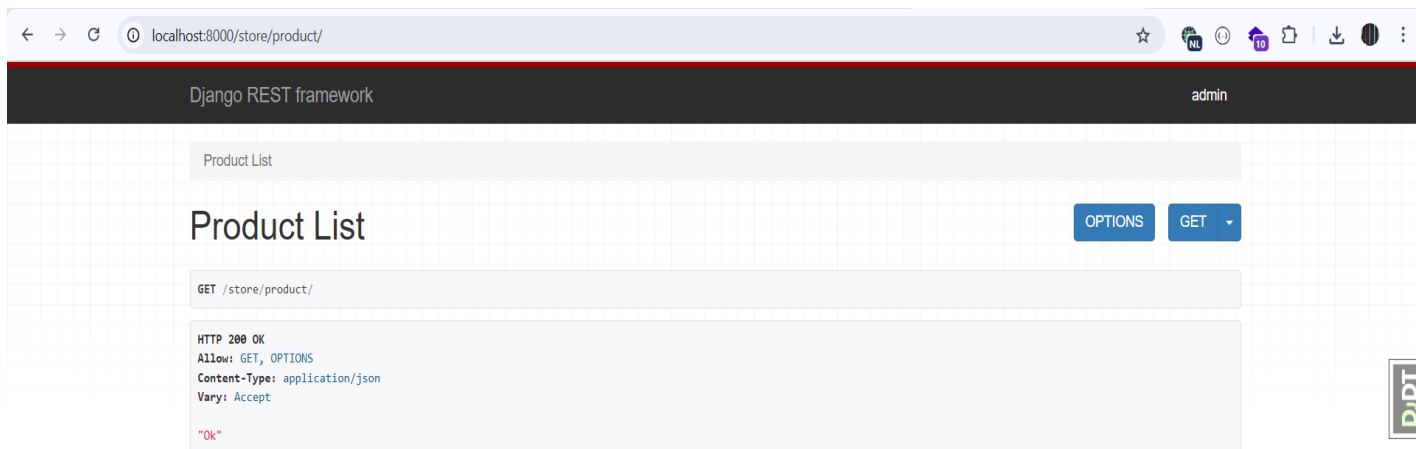 localhost:8000/store/product/
NL
10
Django REST framework
admin
Product List
Product List
OPTIONS
GET
GET /store/product/
HTTP 200 OK
Allow: GET, OPTIONS
Content-Type: application/json
Vary: Accept
"Ok"
DjDT